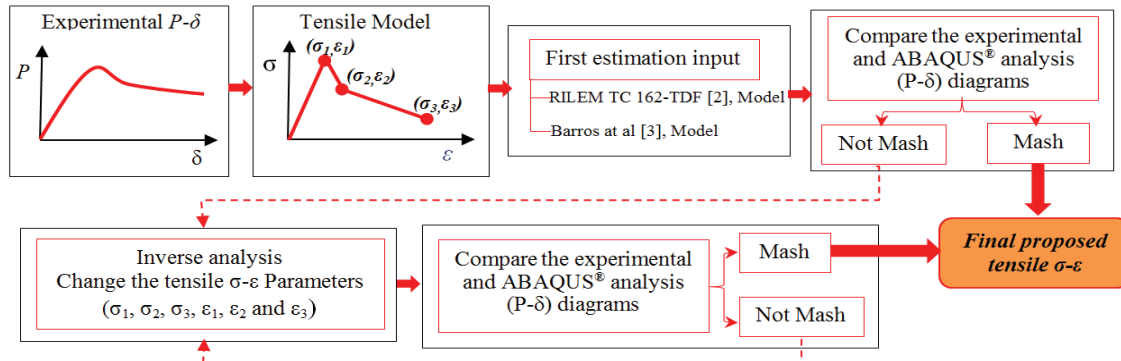 Experimental P-δ
P
δ
Tensile Model
σ
(σ1,ε1)
(σ2,ε2)
(σ3,ε3)
ε
First estimation input
RILEM TC 162-TDF [2], Model
Barros at al [3], Model
Compare the experimental
and ABAQUS® analysis
(P-δ) diagrams
Not Mash
Mash
Inverse analysis
Change the tensile σ-ε Parameters
(σ1, σ2, σ3, ε1, ε2 and ε3)
Compare the experimental
and ABAQUS® analysis
(P-δ) diagrams
Mash
Not Mash
Final proposed
tensile σ-ε